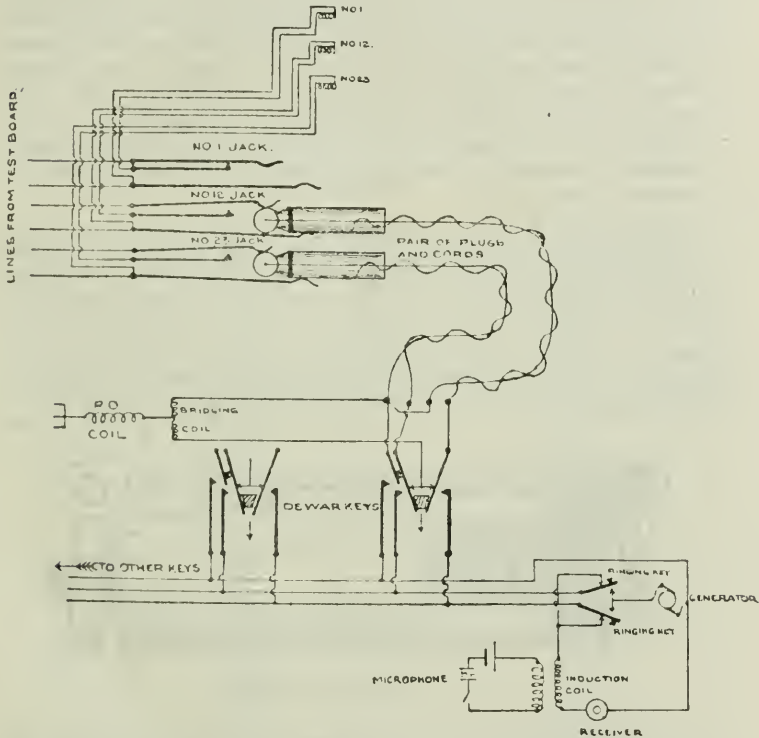 NO 1
NO 12.
NO 23
LINES FROM TEST BOARD.
NO 1 JACK.
NO 12 JACK
NO. 23 JACK
PAIR OF PLUGS
AND CORDS
R.O
COIL
BRIDGING
COIL
DEWAR KEYS
TO OTHER KEYS
RINGING KEY
GENERATOR
RINGING KEY
MICROPHONE
INDUCTION
COIL
RECEIVER